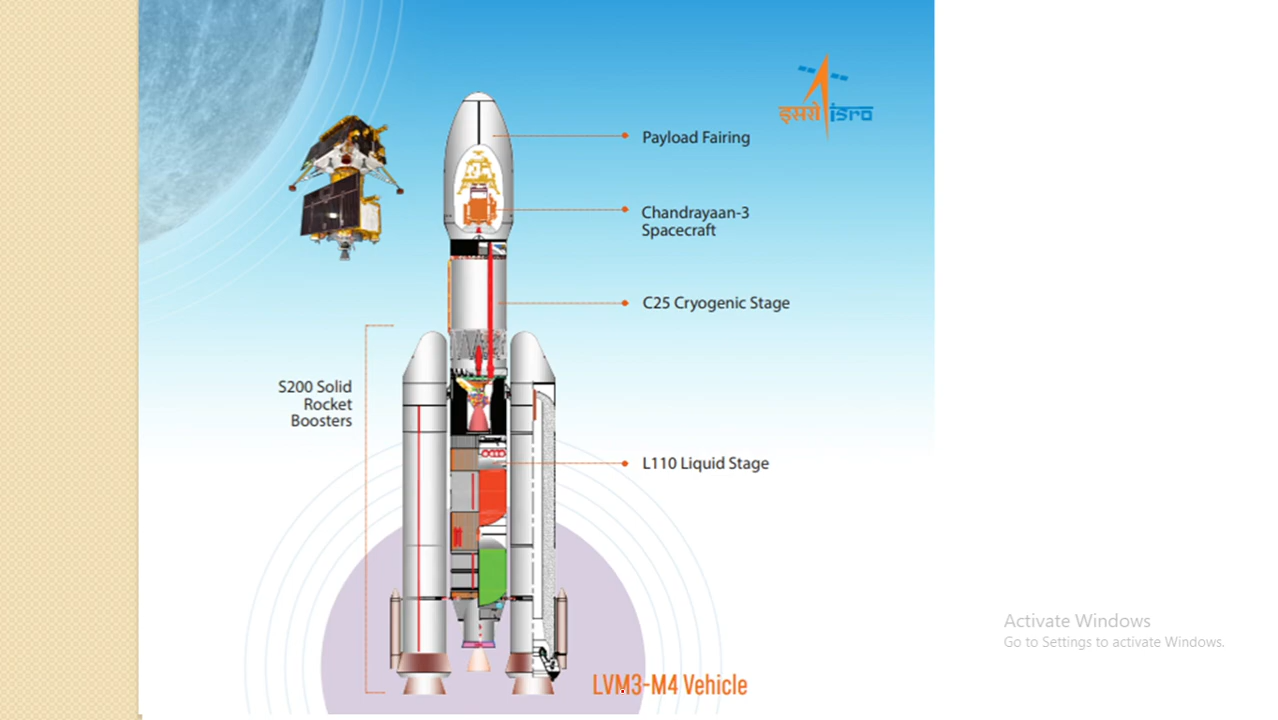 इसरो isro
Payload Fairing
Chandrayaan-3
Spacecraft
C25 Cryogenic Stage
S200 Solid
Rocket
Boosters
L110 Liquid Stage
LVM3-M4 Vehicle
Activate Windows
Go to Settings to activate Windows.